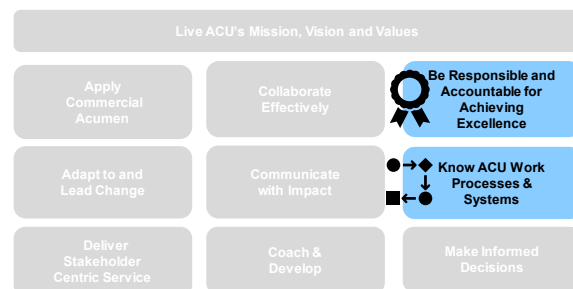 Live ACU's Mission, Vision and Values
Apply
Commercial
Acumen
Collaborate
Effectively
Be Responsible and
Accountable for
Achieving
Excellence
Adapt to and
Lead Change
Communicate
with Impact
Know ACU Work
Processes &
Systems
Deliver
Stakeholder
Centric Service
Coach &
Develop
Make Informed
Decisions